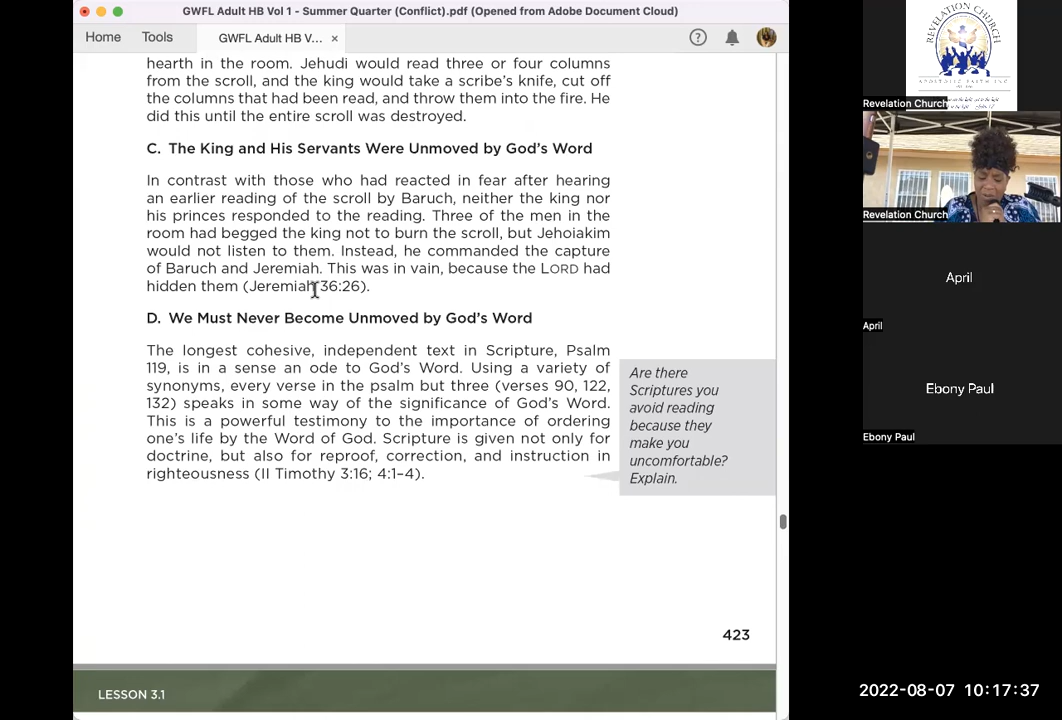 GWFL Adult HB Vol 1 - Summer Quarter (Conflict).pdf (Opened from Adobe Document Cloud)
Home Tools GWFL Adult HB V... ×
hearth in the room. Jehudi would read three or four columns
from the scroll, and the king would take a scribe's knife, cut off
the columns that had been read, and throw them into the fire. He
did this until the entire scroll was destroyed.
C. The King and His Servants Were Unmoved by God's Word
In contrast with those who had reacted in fear after hearing
an earlier reading of the scroll by Baruch, neither the king nor
his princes responded to the reading. Three of the men in the
room had begged the king not to burn the scroll, but Jehoiakim
would not listen to them. Instead, he commanded the capture
of Baruch and Jeremiah. This was in vain, because the LORD had
hidden them (Jeremiah 36:26).
D. We Must Never Become Unmoved by God's Word
The longest cohesive, independent text in Scripture, Psalm
119, is in a sense an ode to God's Word. Using a variety of
synonyms, every verse in the psalm but three (verses 90, 122,
132) speaks in some way of the significance of God's Word.
This is a powerful testimony to the importance of ordering
one's life by the Word of God. Scripture is given not only for
doctrine, but also for reproof, correction, and instruction in
righteousness (II Timothy 3:16; 4:1–4).
Are there
Scriptures you
avoid reading
because they
make you
uncomfortable?
Explain.
423
LESSON 3.1
REVELATION CHURCH
APOSTOLIC FAITH INC
Revelation Church
Revelation Church
April
April
Ebony Paul
Ebony Paul
2022-08-07 10:17:37